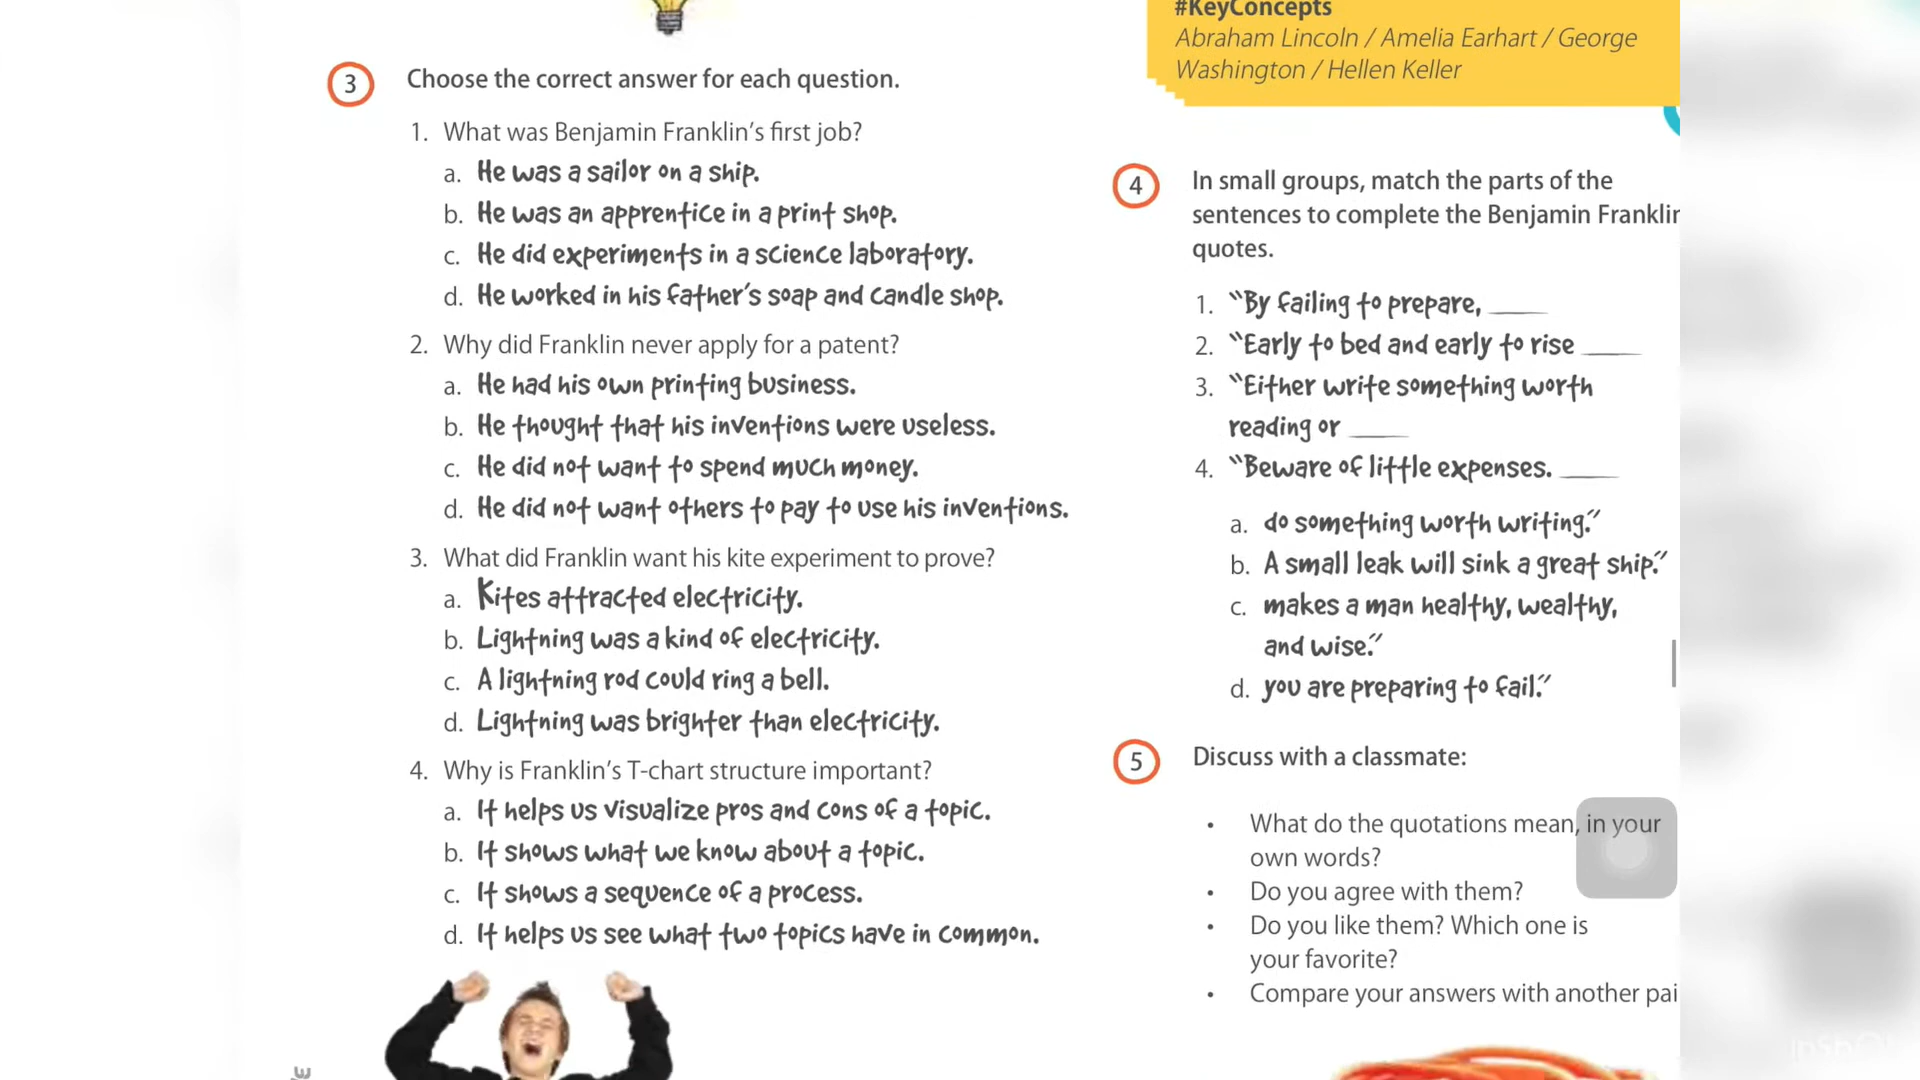 #KeyConcepts
Abraham Lincoln / Amelia Earhart / George
Washington / Hellen Keller
3 Choose the correct answer for each question.
1. What was Benjamin Franklin's first job?
a. He was a sailor on a ship.
b. He was an apprentice in a print shop.
c. He did experiments in a science laboratory.
d. He worked in his father's soap and candle shop.
2. Why did Franklin never apply for a patent?
a. He had his own printing business.
b. He thought that his inventions were useless.
c. He did not want to spend much money.
d. He did not want others to pay to use his inventions.
3. What did Franklin want his kite experiment to prove?
a. Kites attracted electricity.
b. Lightning was a kind of electricity.
c. A lightning rod could ring a bell.
d. Lightning was brighter than electricity.
4. Why is Franklin's T-chart structure important?
a. It helps us visualize pros and cons of a topic.
b. It shows what we know about a topic.
c. It shows a sequence of a process.
d. It helps us see what two topics have in common.
4 In small groups, match the parts of the
sentences to complete the Benjamin Franklin
quotes.
1. "By failing to prepare, ____
2. "Early to bed and early to rise ____
3. "Either write something worth
reading or ____
4. "Beware of little expenses. ____
a. do something worth writing."
b. A small leak will sink a great ship."
c. makes a man healthy, wealthy,
and wise."
d. you are preparing to fail."
5 Discuss with a classmate:
• What do the quotations mean, in your
own words?
• Do you agree with them?
• Do you like them? Which one is
your favorite?
• Compare your answers with another pai